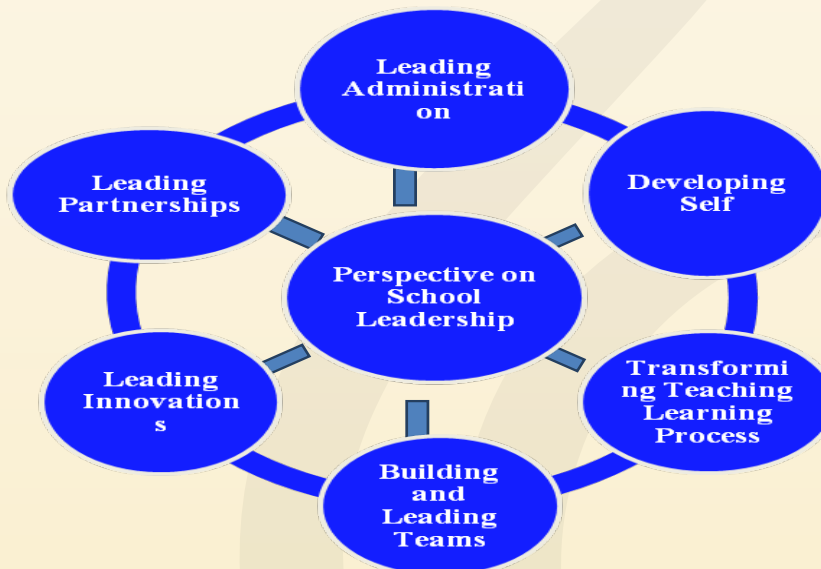 Leading
Administrati
on
Leading
Partnerships
Developing
Self
Perspective on
School
Leadership
Leading
Innovation
s
Transformi
ng Teaching
Learning
Process
Building
and
Leading
Teams